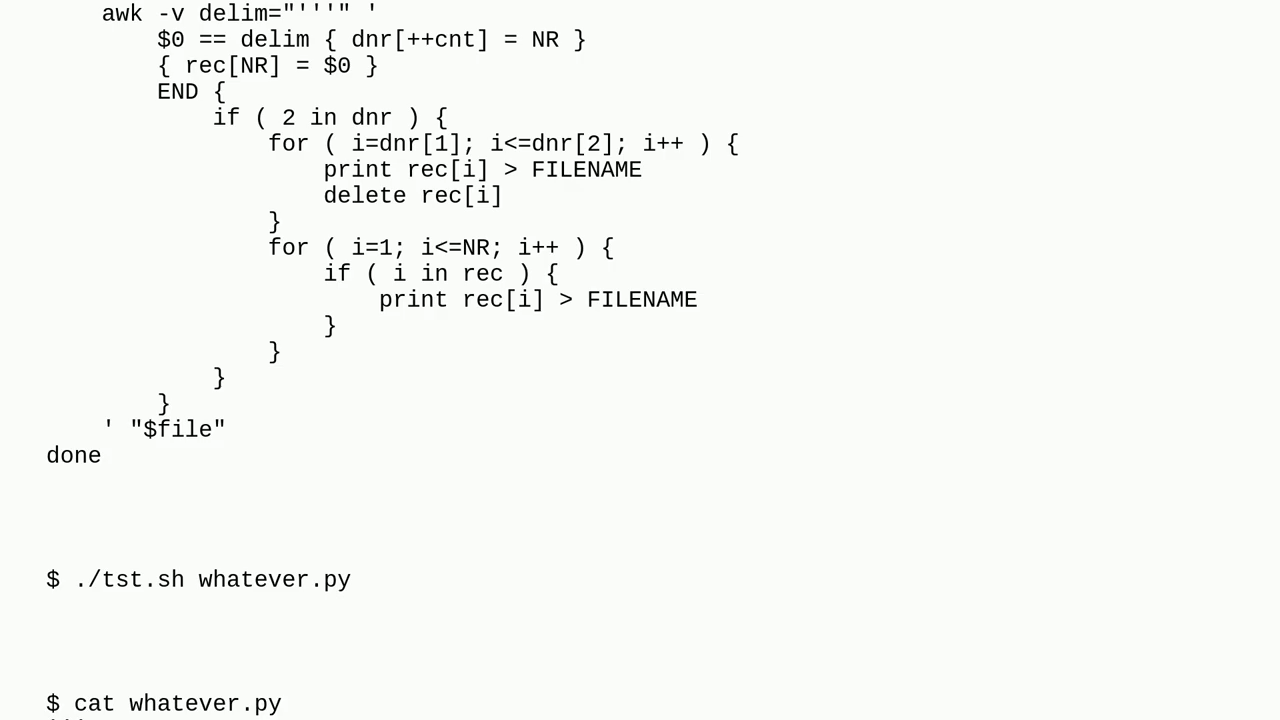 awk -v delim="'''" '
$0 == delim { dnr[++cnt] = NR }
{ rec[NR] = $0 }
END {
if ( 2 in dnr ) {
for ( i=dnr[1]; i<=dnr[2]; i++ ) {
print rec[i] > FILENAME
delete rec[i]
}
for ( i=1; i<=NR; i++ ) {
if ( i in rec ) {
print rec[i] > FILENAME
}
}
}
}
' "$file"
done
$ ./tst.sh whatever.py
$ cat whatever.py